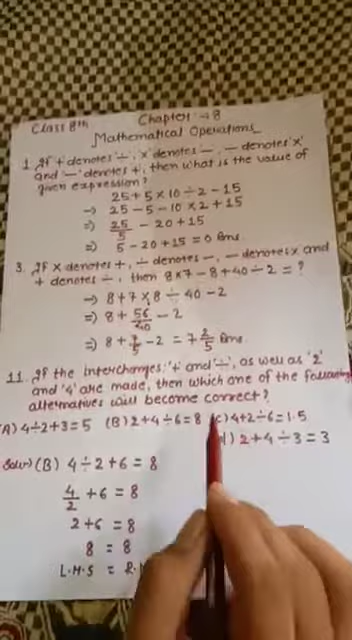 Class 8th Chapter → 8
Mathematical Operations
1. If + denotes ÷, 'x' denotes –, – denotes 'x'
and '–' denotes +, then what is the value of
given expression?
25 + 5 × 10 ÷ 2 – 15
⇒ 25 – 5 – 10 × 2 + 15
⇒ 25/5 – 20 + 15
⇒ 5 – 20 + 15 = 0 Ans.
3. If x denotes +, ÷ denotes –, – denotes x and
+ denotes ÷, then 8 × 7 – 8 + 40 ÷ 2 = ?
⇒ 8 + 7 × 8 ÷ 40 – 2
⇒ 8 + 56/40 – 2
⇒ 8 + 7/5 – 2 = 7 2/5 Ans.
11. If the interchanges '+' and '÷', as well as '2'
and '4' are made, then which one of the following
alternatives will become correct?
A) 4÷2+3=5 (B) 2+4÷6=8 (c) 4+2÷6=1.5
d) 2+4÷3=3
Solu) (B) 4÷2+6 = 8
4/2 + 6 = 8
2+6 = 8
8 = 8
L.H.S = R.